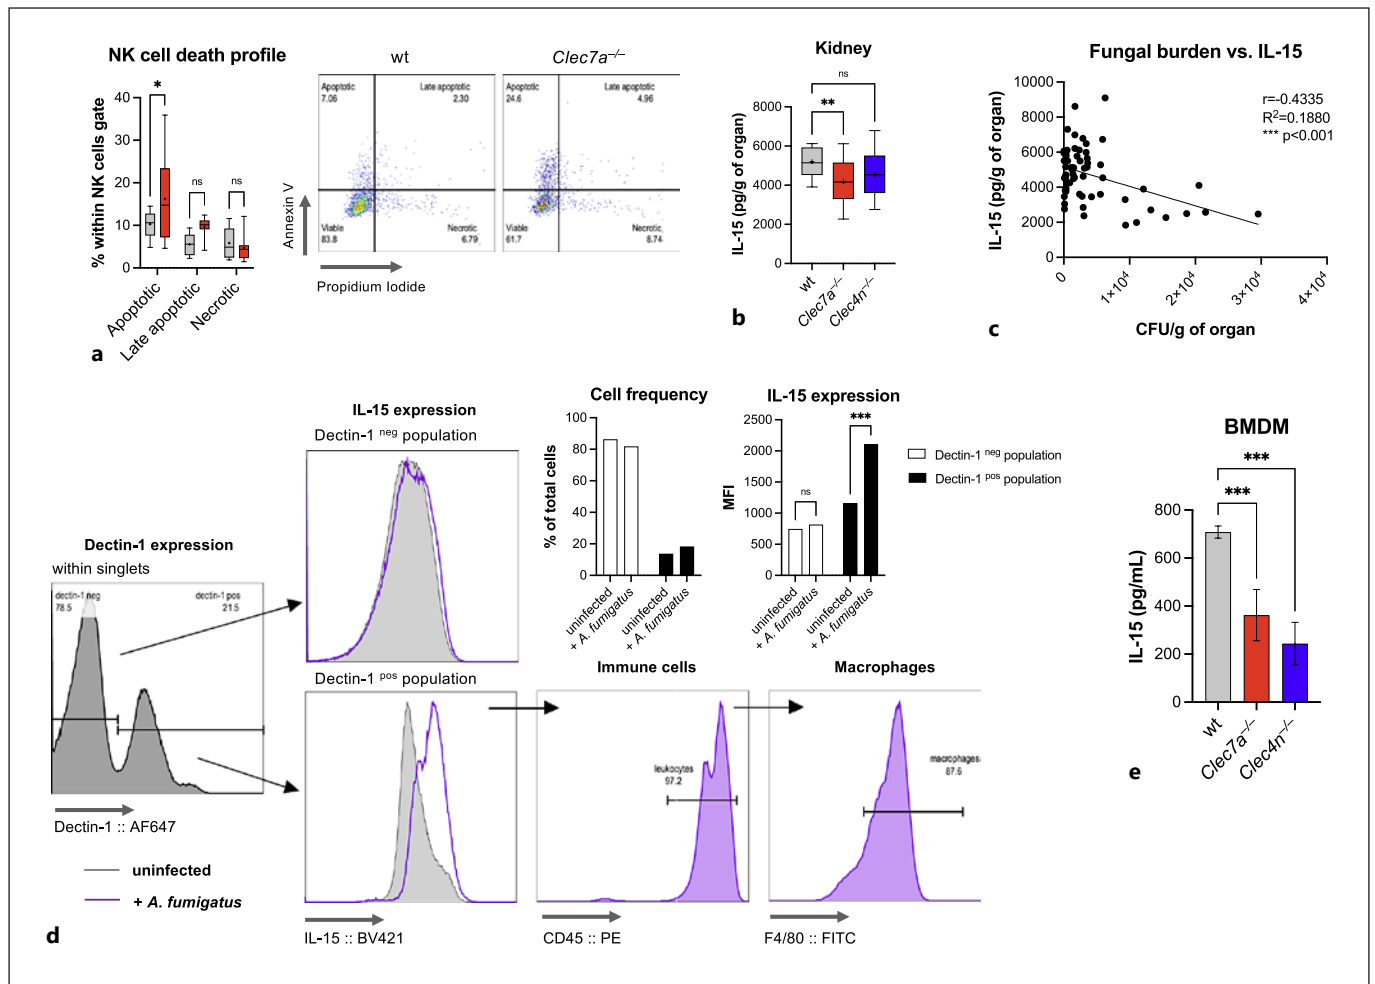 NK cell death profile
% within NK cells gate
40
30
20
10
0
*
ns
ns
Apoptotic
Late apoptotic
Necrotic
a
wt
Apoptotic
7.06
Late apoptotic
2.30
Viable
83.8
Necrotic
6.79
Clec7a–/–
Apoptotic
24.6
Late apoptotic
4.96
Viable
61.7
Necrotic
8.74
Annexin V
Propidium Iodide
Kidney
IL-15 (pg/g of organ)
8000
6000
4000
2000
0
ns
**
wt
Clec7a–/–
Clec4n–/–
b
Fungal burden vs. IL-15
IL-15 (pg/g of organ)
10000
8000
6000
4000
2000
0
r=-0.4335
R2=0.1880
*** p<0.001
0
1×104
2×104
3×104
4×104
CFU/g of organ
c
Dectin-1 expression
within singlets
dectin-1 neg
78.5
dectin-1 pos
21.5
Dectin-1 :: AF647
uninfected
+ A. fumigatus
d
IL-15 expression
Dectin-1 neg population
Dectin-1 pos population
IL-15 :: BV421
Cell frequency
% of total cells
100
80
60
40
20
0
uninfected
+ A. fumigatus
uninfected
+ A. fumigatus
IL-15 expression
MFI
2500
2000
1500
1000
500
0
ns
***
uninfected
+ A. fumigatus
uninfected
+ A. fumigatus
Dectin-1 neg population
Dectin-1 pos population
Immune cells
leukocytes
97.2
CD45 :: PE
Macrophages
macrophages
87.6
F4/80 :: FITC
BMDM
IL-15 (pg/mL)
800
600
400
200
0
***
***
wt
Clec7a–/–
Clec4n–/–
e